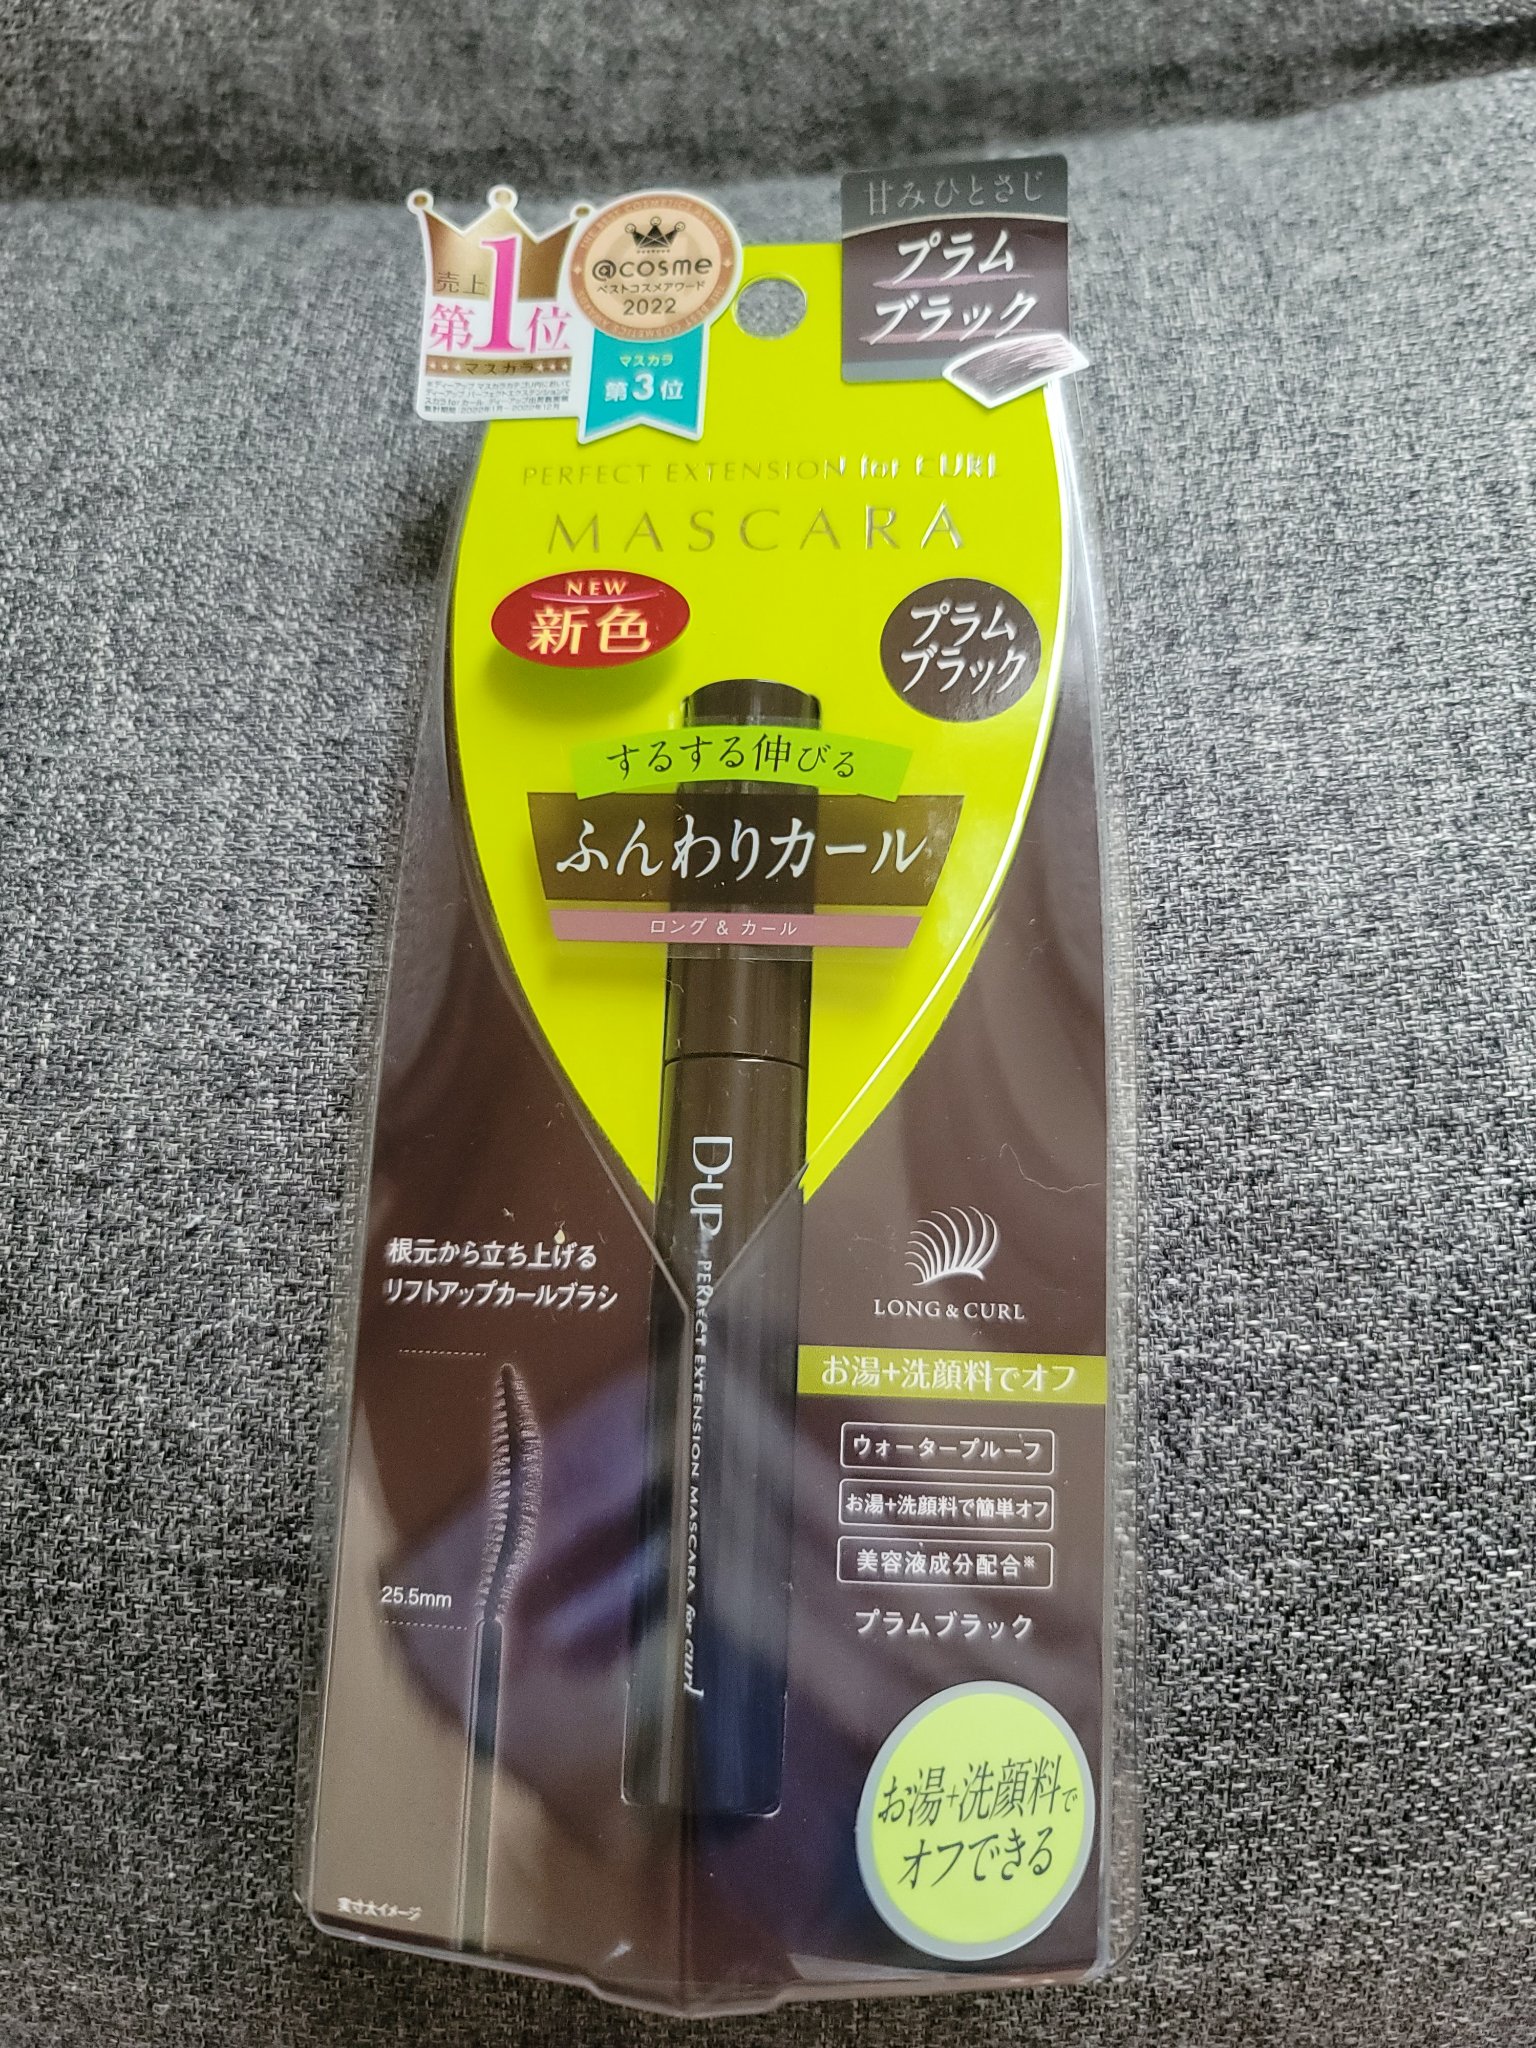 売上
第1位
マスカラ
@cosme
ベストコスメアワード
2022
マスカラ
第3位
甘みひとさじ
プラム
ブラック
PERFECT EXTENSION for CURL
MASCARA
NEW
新色
プラム
ブラック
するする伸びる
ふんわりカール
ロング & カール
D-UP
PERFECT EXTENSION MASCARA for curl
根元から立ち上げる
リフトアップカールブラシ
25.5mm
実寸大イメージ
LONG & CURL
お湯+洗顔料でオフ
ウォータープルーフ
お湯+洗顔料で簡単オフ
美容液成分配合※
プラムブラック
お湯+洗顔料で
オフできる